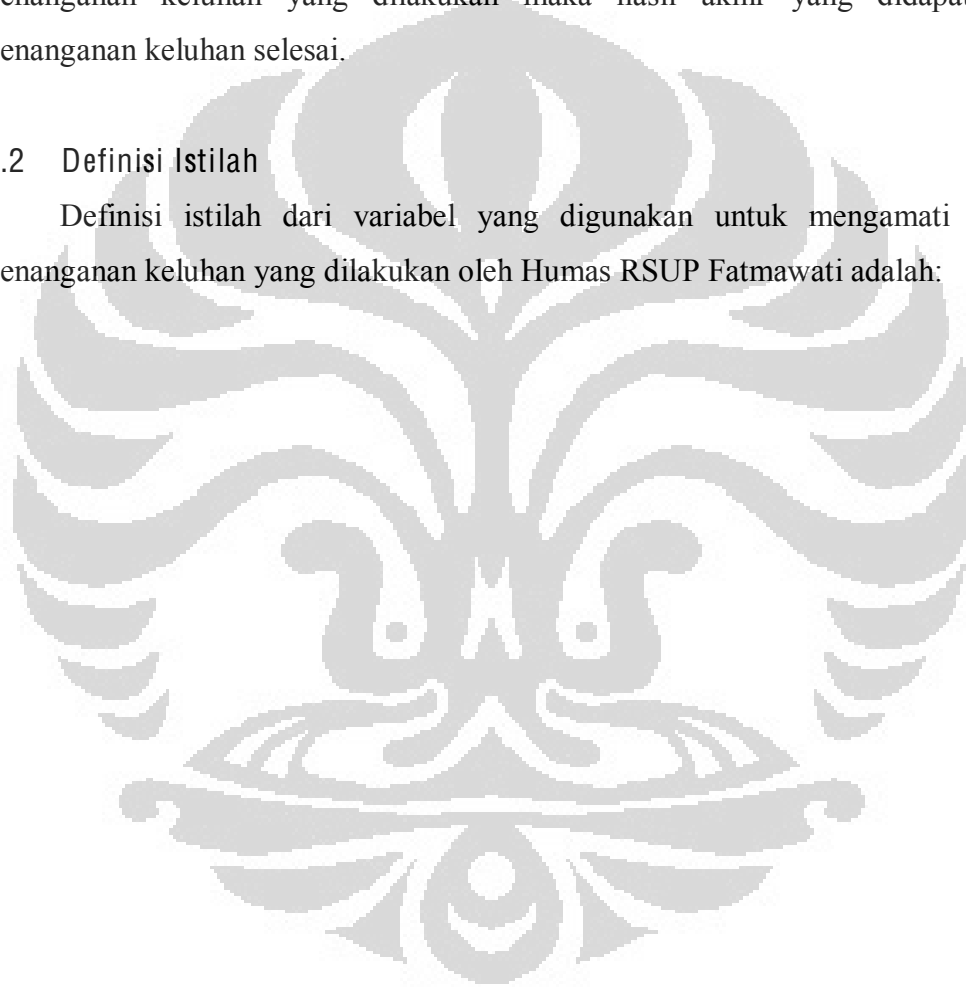 enanganan keluhan yang dilakukan maka hasil akhir yang didapat
enanganan keluhan selesai.
.2 Definisi Istilah
Definisi istilah dari variabel yang digunakan untuk mengamati
enanganan keluhan yang dilakukan oleh Humas RSUP Fatmawati adalah: